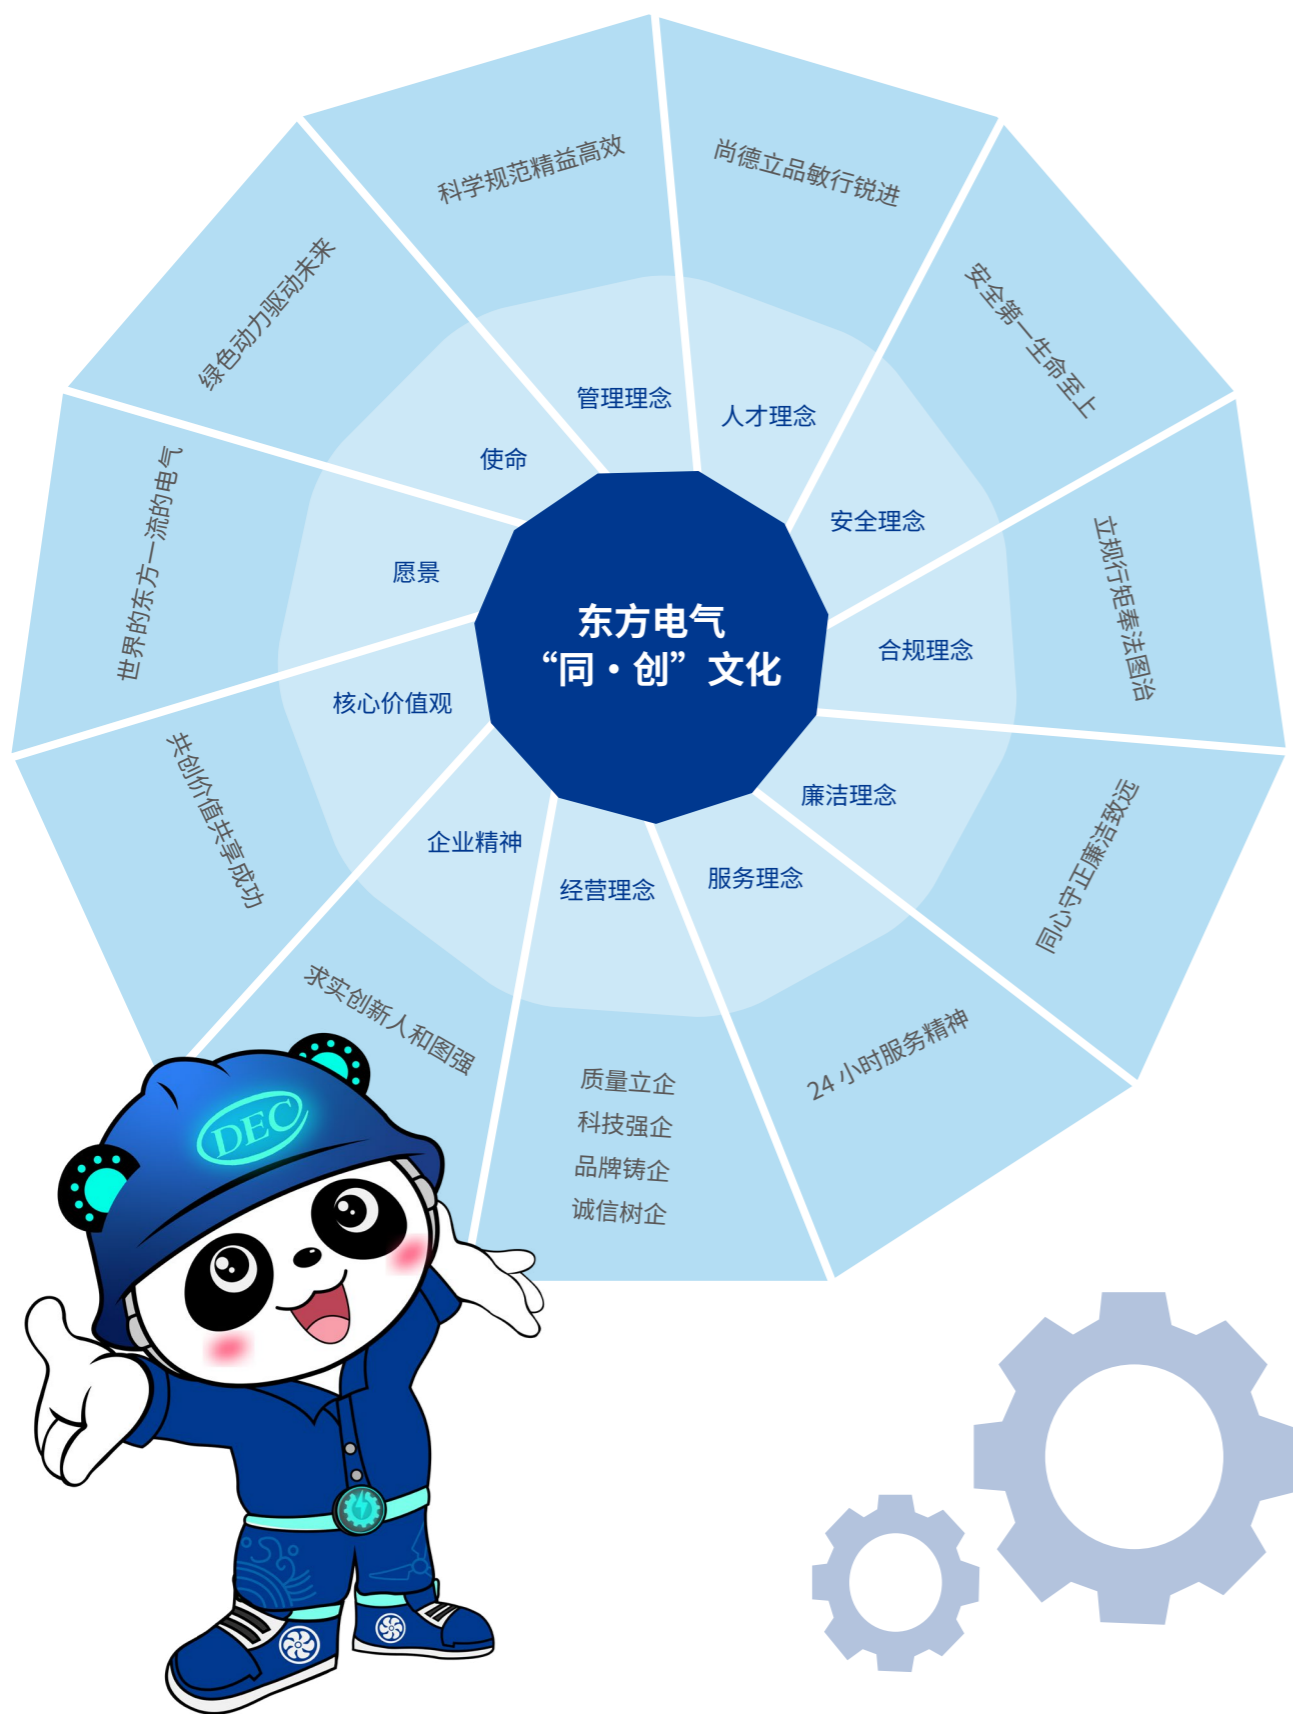 东方电气
“同·创”文化
管理理念
科学规范精益高效
人才理念
尚德立品敏行锐进
安全理念
安全第一生命至上
合规理念
立规行矩奉法图治
廉洁理念
同心守正廉洁致远
服务理念
24 小时服务精神
经营理念
质量立企
科技强企
品牌铸企
诚信树企
企业精神
求实创新人和图强
核心价值观
共创价值共享成功
愿景
世界的东方一流的电气
使命
绿色动力驱动未来
DEC